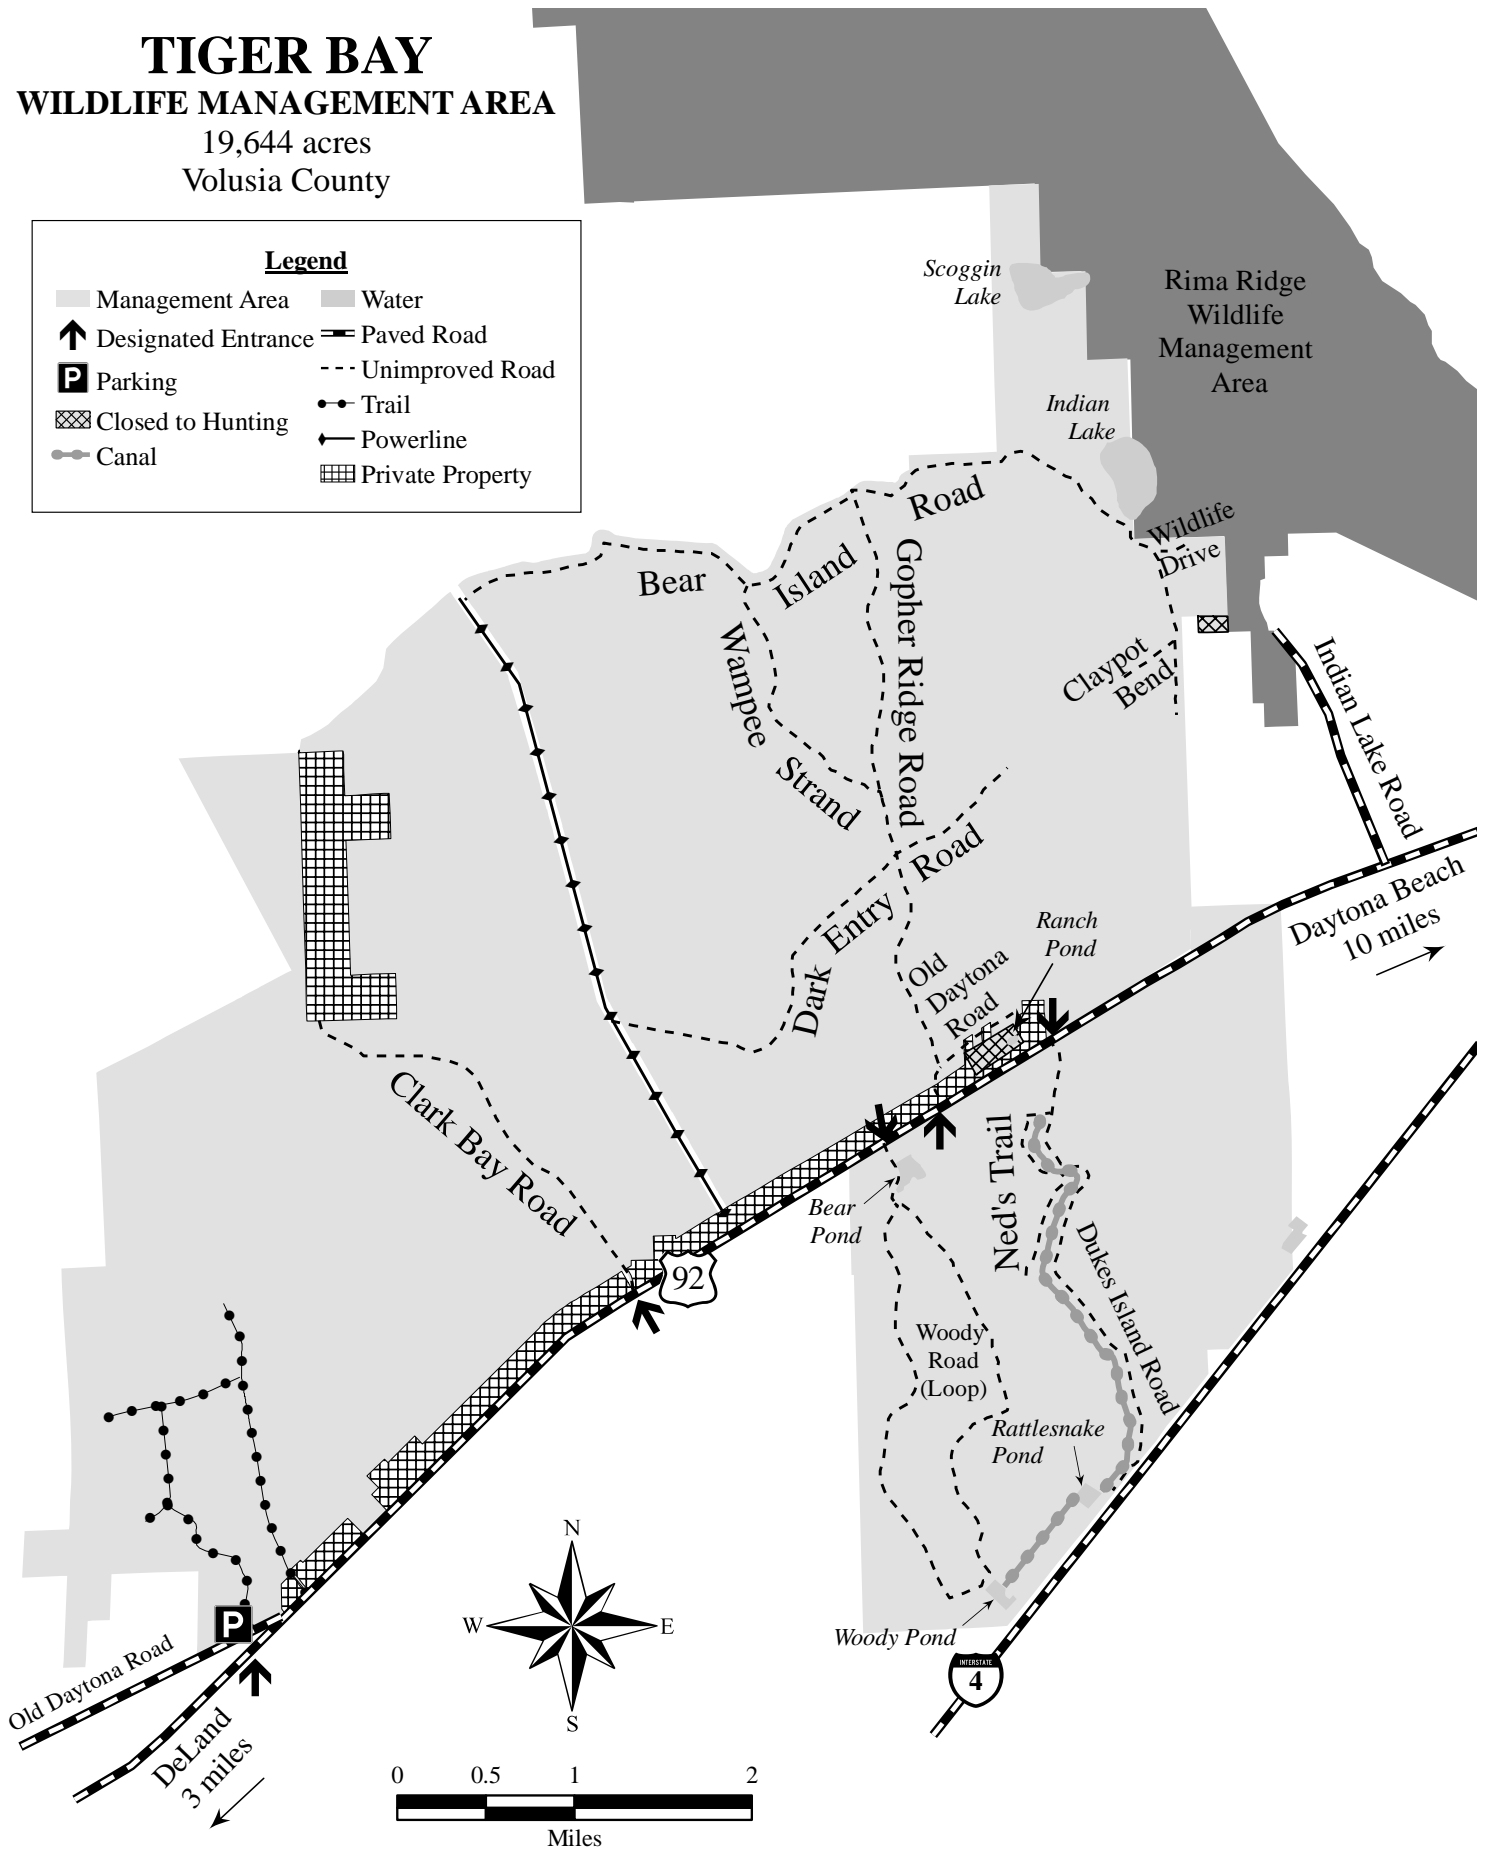 TIGER BAY
WILDLIFE MANAGEMENT AREA
19,644 acres
Volusia County
Legend
Management Area
Designated Entrance
P
Parking
Closed to Hunting
Canal
Water
Paved Road
Unimproved Road
Trail
Powerline
Private Property
Scoggin
Lake
Rima Ridge
Wildlife
Management
Area
Indian
Lake
Bear
Island
Road
Wildlife
Drive
Gopher Ridge Road
Wampee
Strand
Claypot
Bend
Indian Lake Road
Dark
Entry
Road
Daytona Beach
10 miles
Ranch
Pond
Old
Daytona
Road
Clark Bay Road
92
Bear
Pond
Ned's Trail
Dukes Island Road
Woody
Road
(Loop)
Rattlesnake
Pond
Woody Pond
INTERSTATE
4
P
Old Daytona Road
DeLand
3 miles
N
W
E
S
0
0.5
1
2
Miles